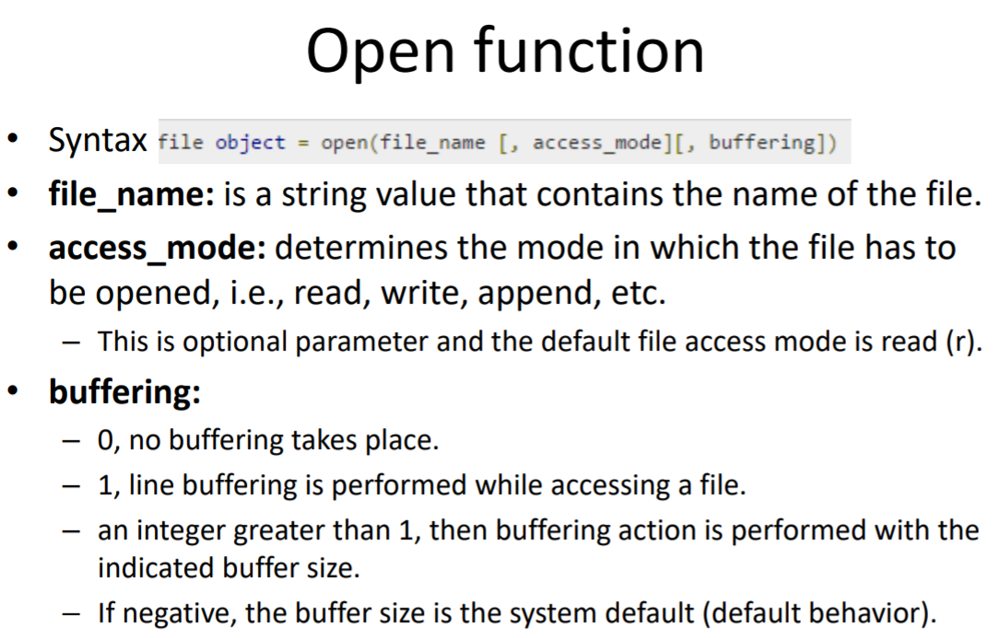 Open function
• Syntax file object = open(file_name [, access_mode][, buffering])
• file_name: is a string value that contains the name of the file.
• access_mode: determines the mode in which the file has to
be opened, i.e., read, write, append, etc.
– This is optional parameter and the default file access mode is read (r).
• buffering:
– 0, no buffering takes place.
– 1, line buffering is performed while accessing a file.
– an integer greater than 1, then buffering action is performed with the
indicated buffer size.
– If negative, the buffer size is the system default (default behavior).